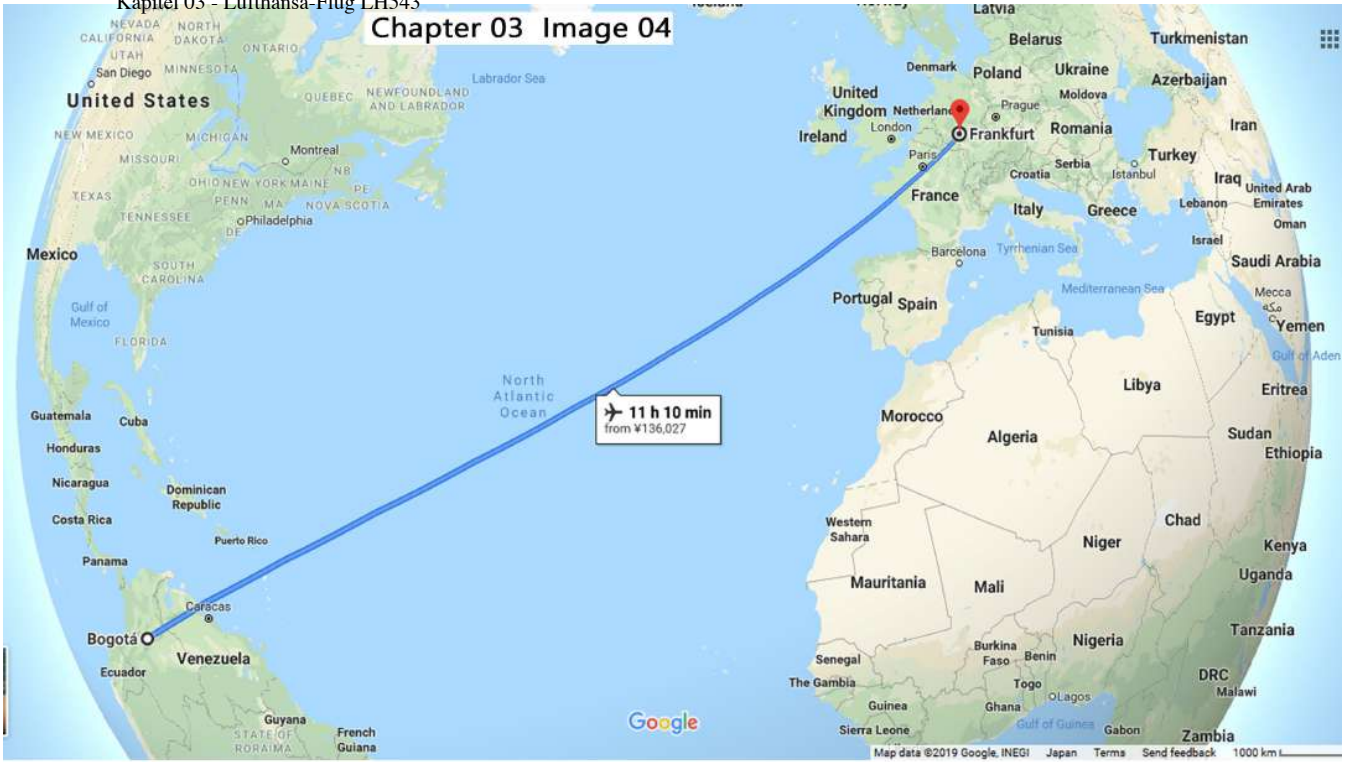 Kapitel 03 - Lufthansa-Flug LH543
Chapter 03 Image 04
Latvia
NEVADA
NORTH
DAKOTA
CALIFORNIA
UTAH
ONTARIO
Belarus
Turkmenistan
San Diego
MINNESOTA
Labrador Sea
Denmark
Poland
Ukraine
Azerbaijan
United States
QUEBEC
NEWFOUNDLAND
AND LABRADOR
United
Kingdom
Netherland
Prague
Moldova
NEW MEXICO
MICHIGAN
Ireland
London
Frankfurt
Romania
Iran
MISSOURI
Montreal
NB
Paris
Serbia
Turkey
Croatia
Istanbul
Iraq
United Arab
Emirates
TEXAS
OHIO
NEW YORK
MAINE
PE
PENN
MA
NOVA SCOTIA
France
Lebanon
TENNESSEE
DE
Philadelphia
Italy
Greece
Oman
Mexico
Barcelona
Tyrrhenian Sea
Israel
Saudi Arabia
SOUTH
CAROLINA
Mediterranean Sea
Mecca
مكة
Gulf of
Mexico
Portugal
Spain
Egypt
Yemen
FLORIDA
Tunisia
Gulf of Aden
North
Atlantic
Ocean
11 h 10 min
from ¥136,027
Libya
Eritrea
Guatemala
Cuba
Morocco
Algeria
Sudan
Honduras
Ethiopia
Nicaragua
Dominican
Republic
Costa Rica
Western
Sahara
Chad
Puerto Rico
Niger
Kenya
Panama
Mauritania
Mali
Uganda
Caracas
Bogotá
Venezuela
Burkina
Faso
Benin
Nigeria
Tanzania
Ecuador
Senegal
The Gambia
Togo
Lagos
DRC
Malawi
Guyana
Guinea
Ghana
STATE OF
RORAIMA
French
Guiana
Google
Sierra Leone
Gulf of Guinea
Gabon
Zambia
Map data ©2019 Google, INEGI Japan Terms Send feedback 1000 km